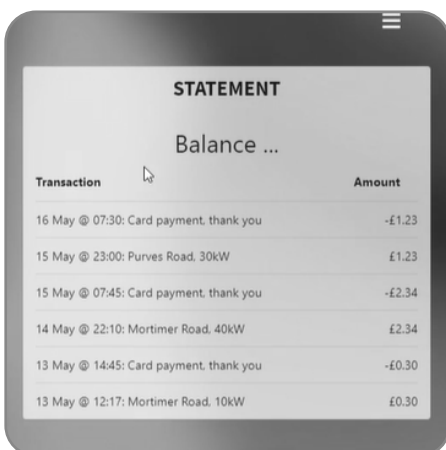 STATEMENT
Balance ...
Transaction Amount
16 May @ 07:30: Card payment, thank you -£1.23
15 May @ 23:00: Purves Road, 30kW £1.23
15 May @ 07:45: Card payment, thank you -£2.34
14 May @ 22:10: Mortimer Road, 40kW £2.34
13 May @ 14:45: Card payment, thank you -£0.30
13 May @ 12:17: Mortimer Road, 10kW £0.30